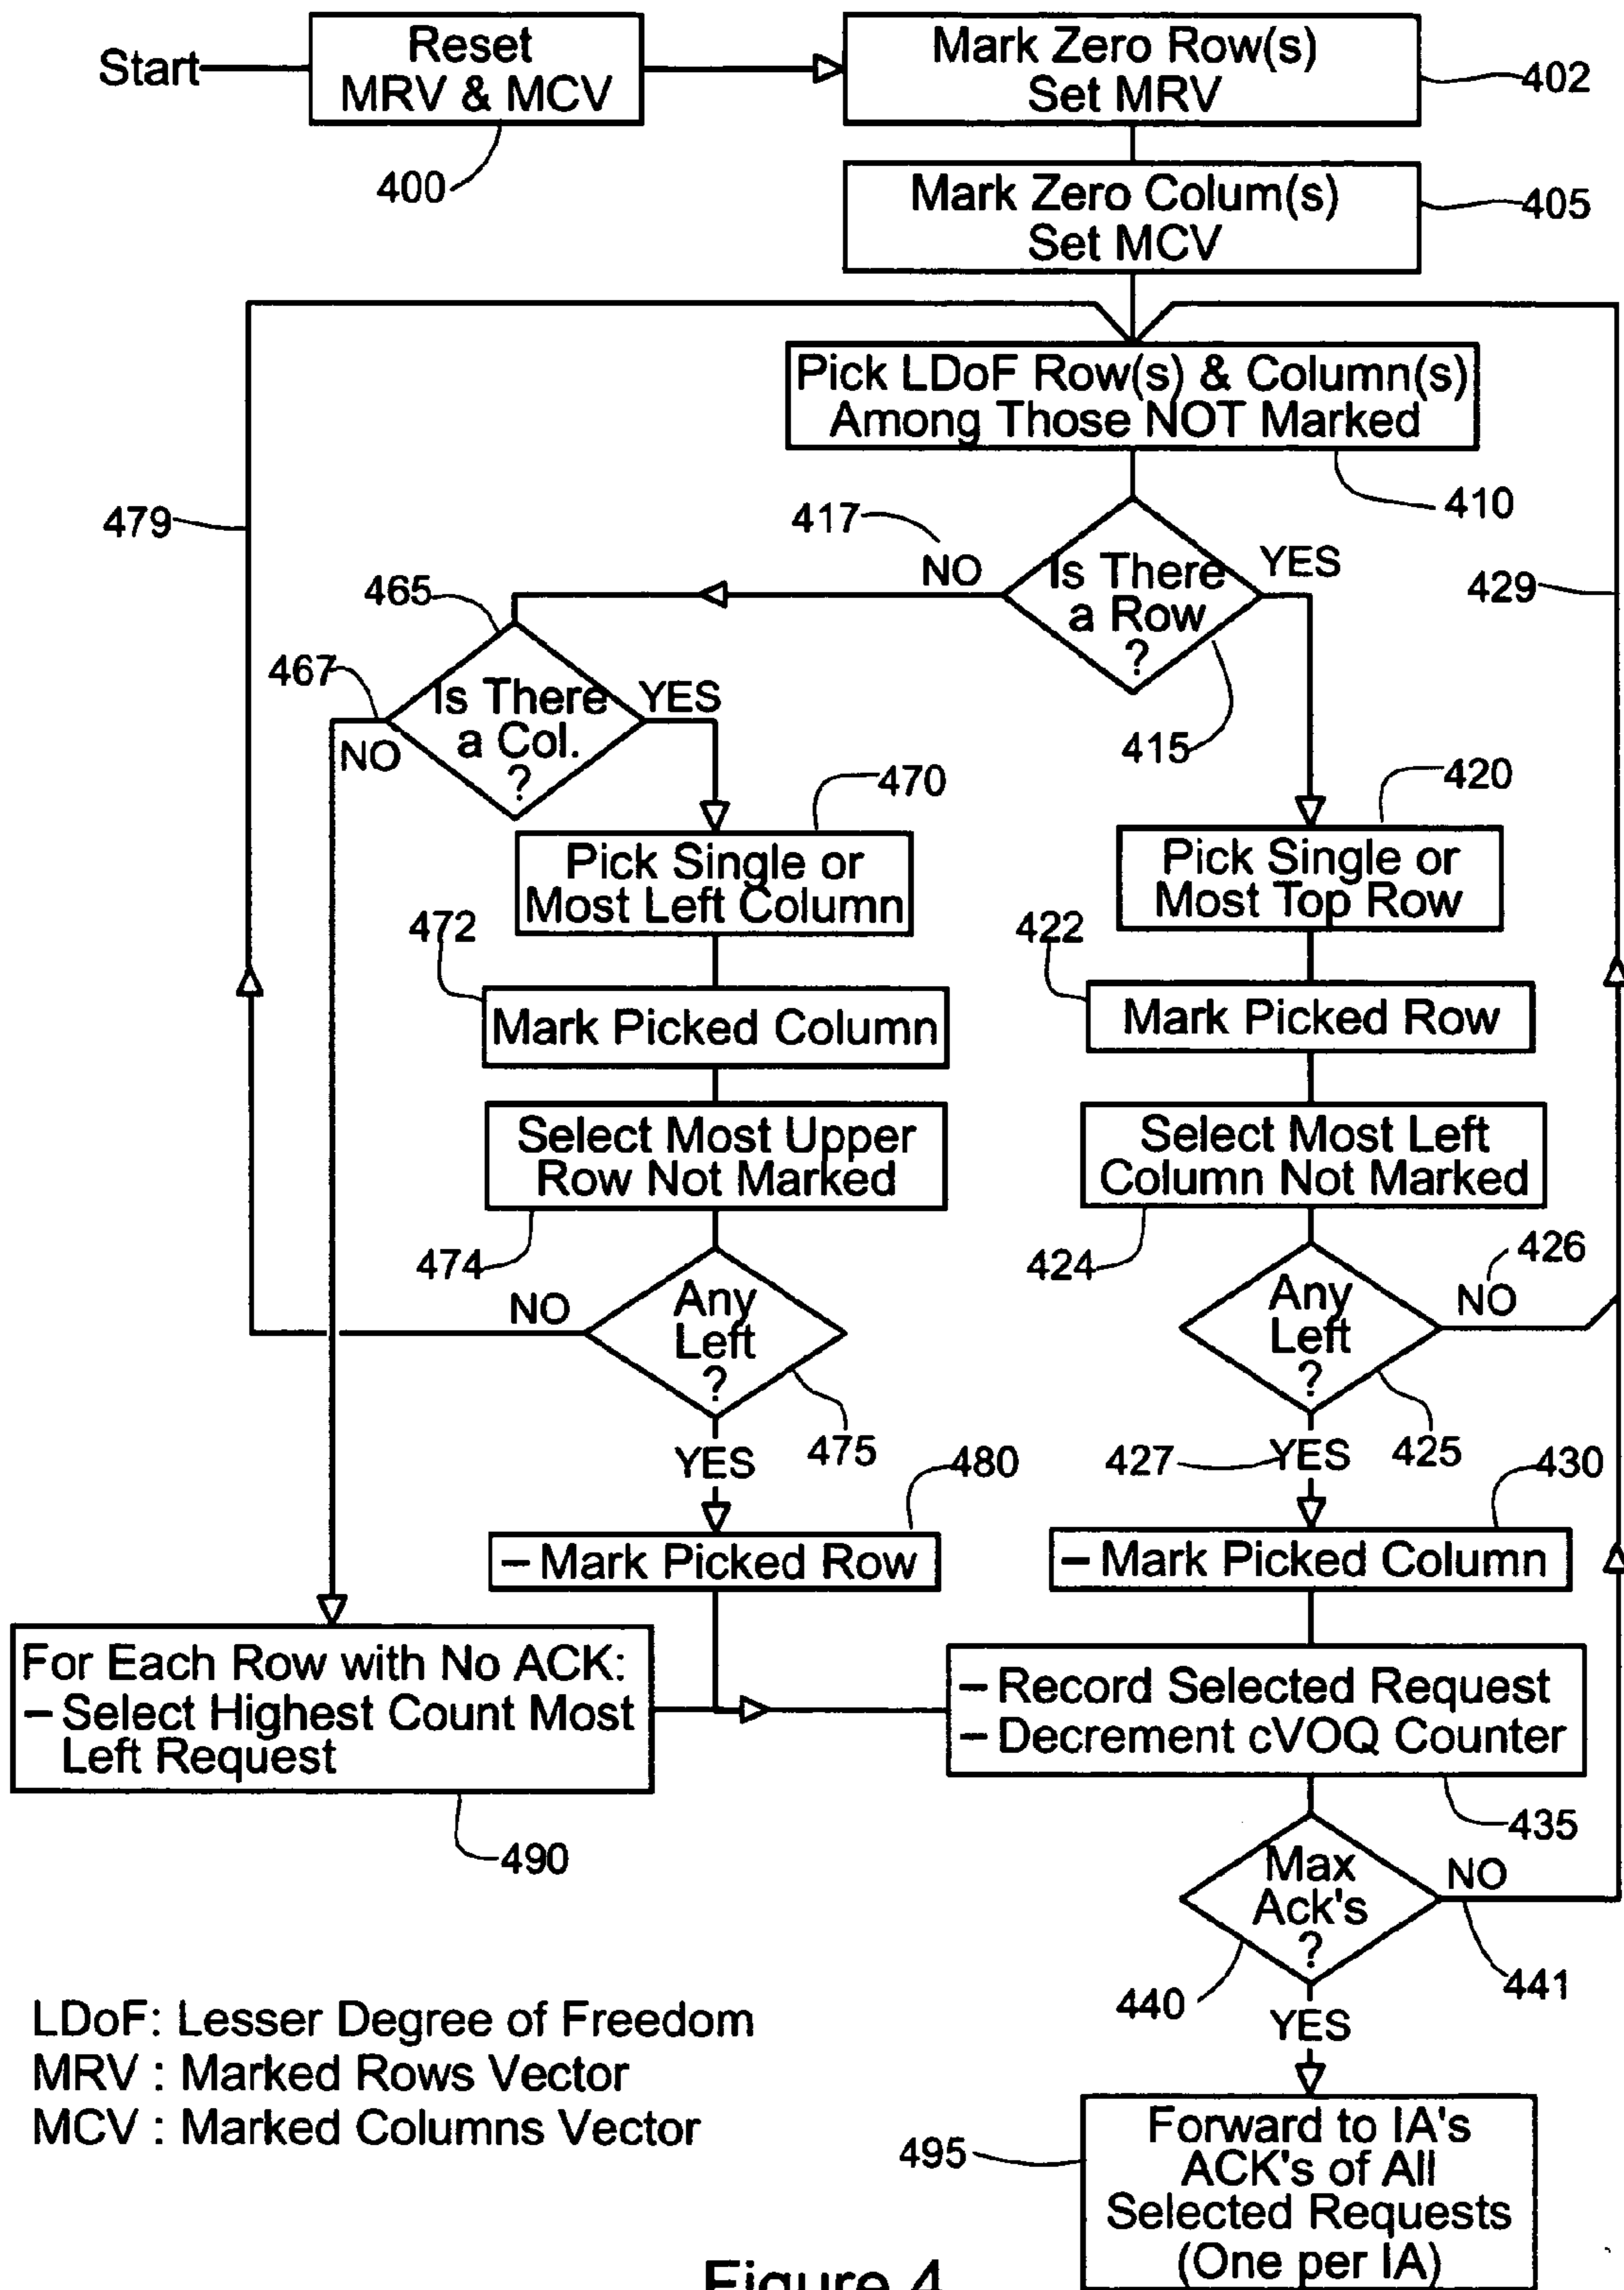 Start
Reset
MRV & MCV
400
Mark Zero Row(s)
Set MRV
402
Mark Zero Colum(s)
Set MCV
405
Pick LDoF Row(s) & Column(s)
Among Those NOT Marked
410
479
417
NO
Is There
a Row
?
YES
415
429
465
467
Is There
a Col.
?
YES
NO
470
Pick Single or
Most Left Column
420
Pick Single or
Most Top Row
472
Mark Picked Column
422
Mark Picked Row
Select Most Upper
Row Not Marked
474
Select Most Left
Column Not Marked
424
426
NO
Any
Left
?
475
YES
NO
Any
Left
?
425
427
YES
480
– Mark Picked Row
430
– Mark Picked Column
For Each Row with No ACK:
– Select Highest Count Most
Left Request
490
– Record Selected Request
– Decrement cVOQ Counter
435
Max
Ack's
?
NO
440
441
YES
LDoF: Lesser Degree of Freedom
MRV : Marked Rows Vector
MCV : Marked Columns Vector
495
Forward to IA's
ACK's of All
Selected Requests
(One per IA)
Figure 4